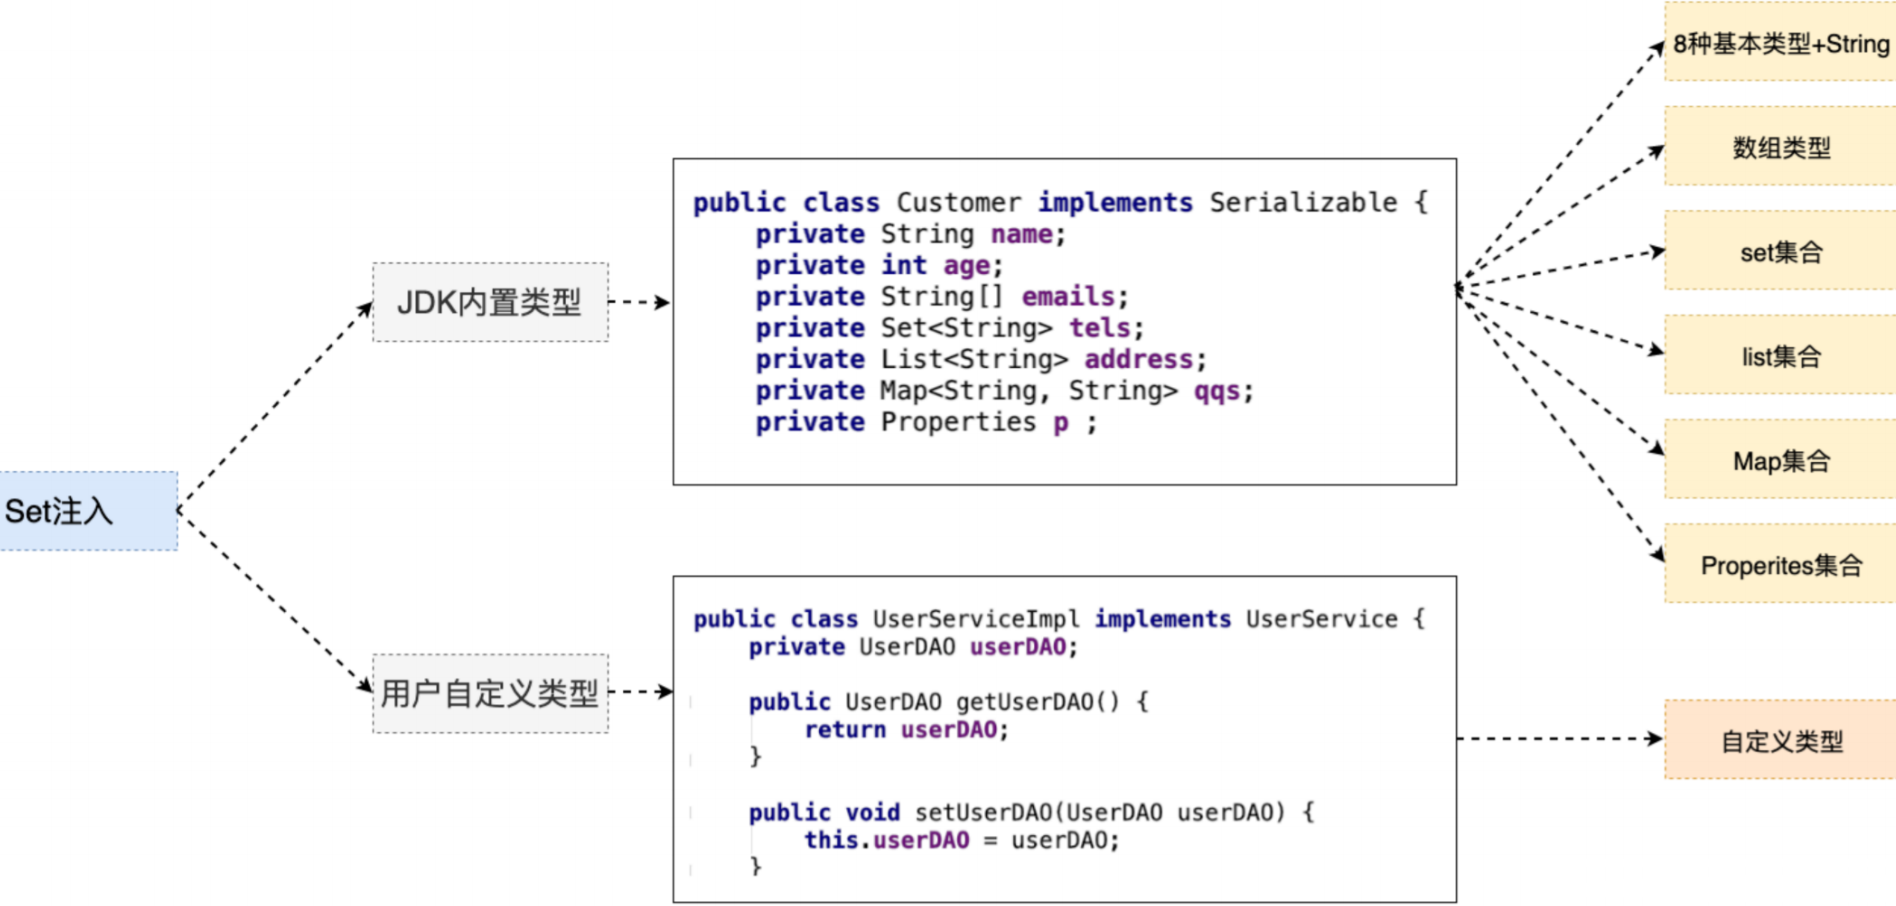 Set注入
JDK内置类型
public class Customer implements Serializable {
private String name;
private int age;
private String[] emails;
private Set<String> tels;
private List<String> address;
private Map<String, String> qqs;
private Properties p ;
8种基本类型+String
数组类型
set集合
list集合
Map集合
Properites集合
用户自定义类型
public class UserServiceImpl implements UserService {
private UserDAO userDAO;
public UserDAO getUserDAO() {
return userDAO;
}
public void setUserDAO(UserDAO userDAO) {
this.userDAO = userDAO;
}
自定义类型